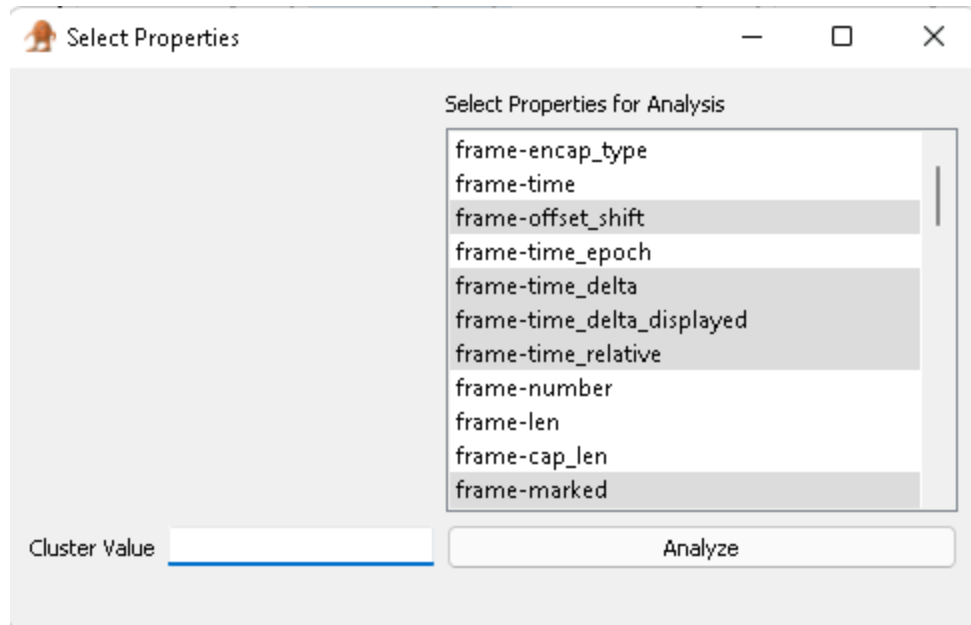 Select Properties
Select Properties for Analysis
frame-encap_type
frame-time
frame-offset_shift
frame-time_epoch
frame-time_delta
frame-time_delta_displayed
frame-time_relative
frame-number
frame-len
frame-cap_len
frame-marked
Cluster Value
Analyze